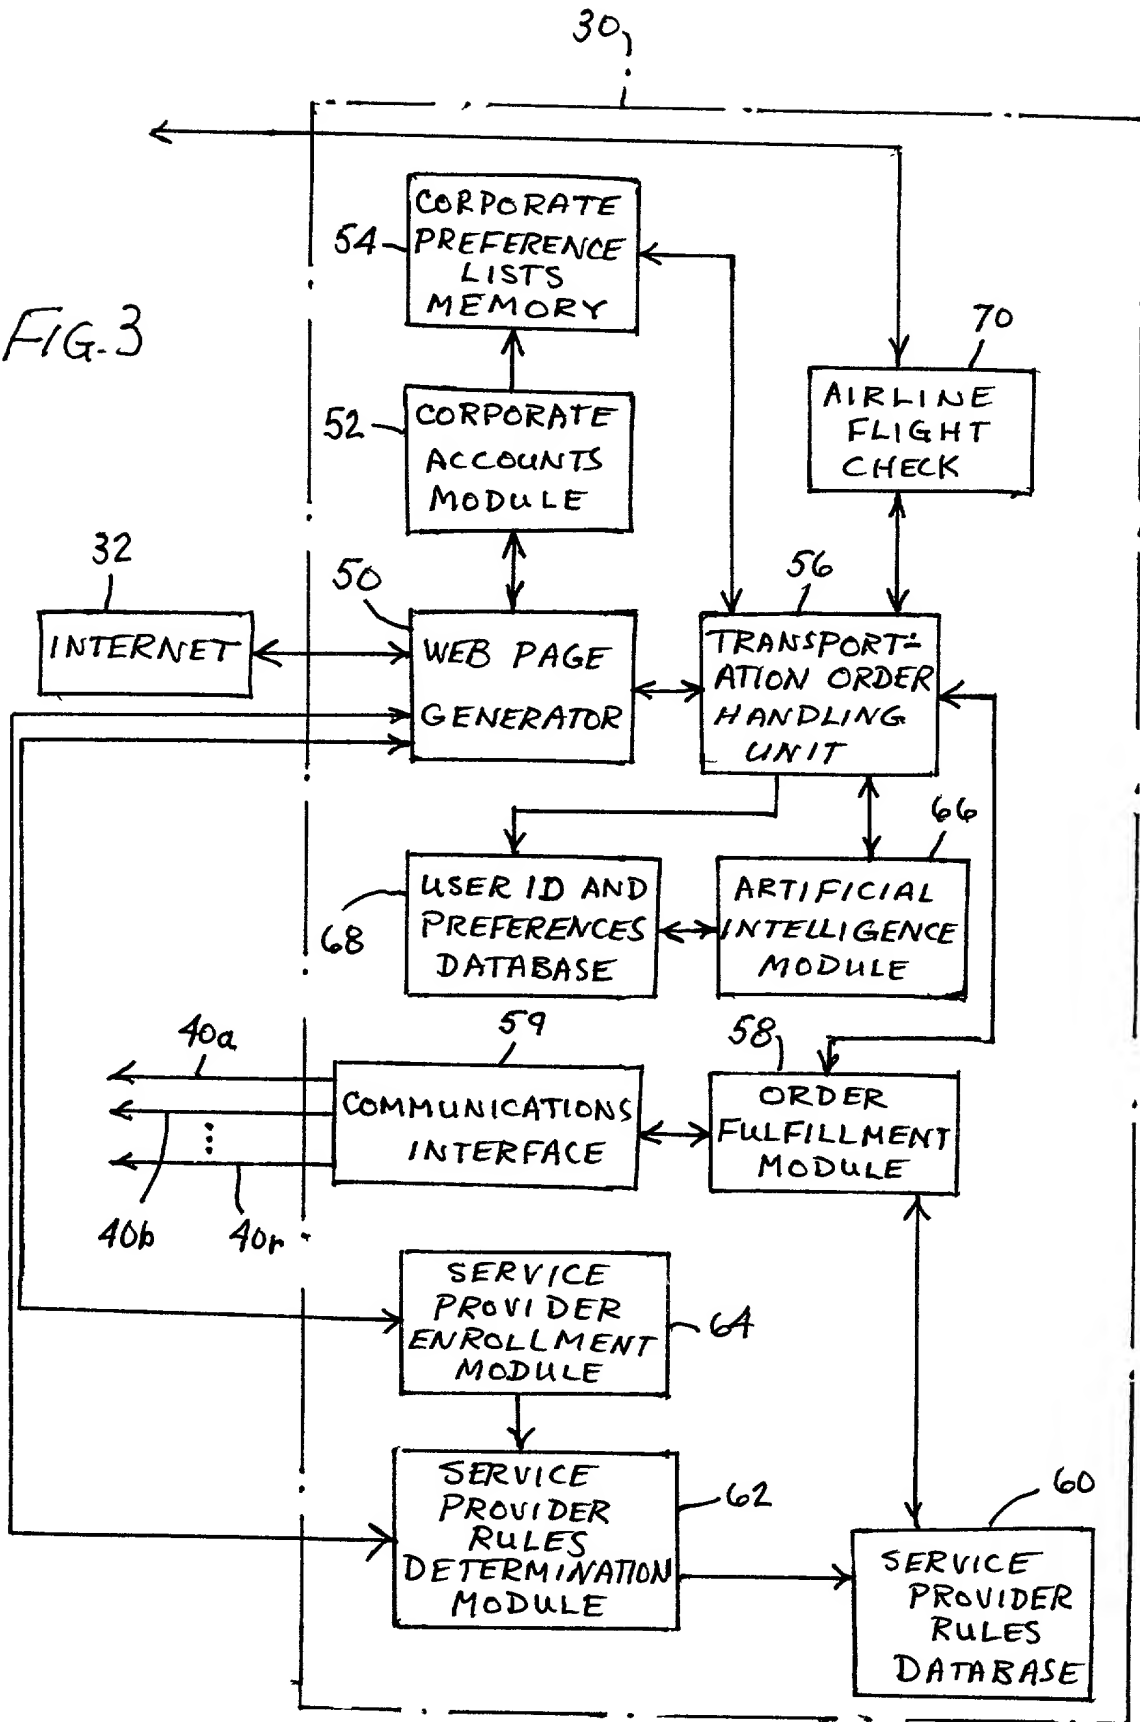 30
CORPORATE
PREFERENCE
LISTS
MEMORY
54
FIG. 3
70
AIRLINE
FLIGHT
CHECK
52
CORPORATE
ACCOUNTS
MODULE
32
INTERNET
50
WEB PAGE
GENERATOR
56
TRANSPORT-
ATION ORDER
HANDLING
UNIT
66
USER ID AND
PREFERENCES
DATABASE
68
ARTIFICIAL
INTELLIGENCE
MODULE
40a
59
58
COMMUNICATIONS
INTERFACE
ORDER
FULFILLMENT
MODULE
40b
40n
SERVICE
PROVIDER
ENROLLMENT
MODULE
64
SERVICE
PROVIDER
RULES
DETERMINATION
MODULE
62
60
SERVICE
PROVIDER
RULES
DATABASE